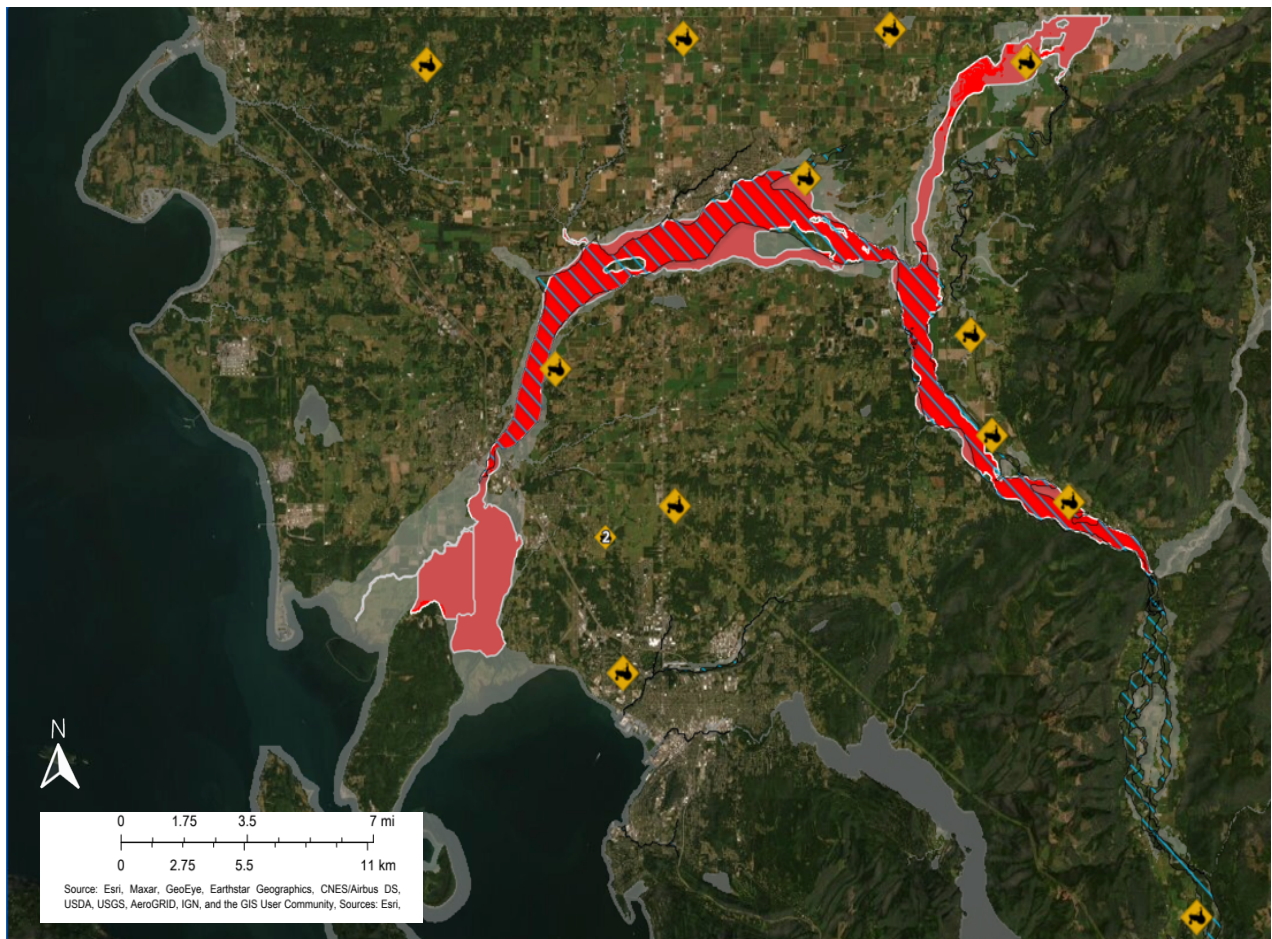 2
N
0 1.75 3.5 7 mi
0 2.75 5.5 11 km
Source: Esri, Maxar, GeoEye, Earthstar Geographics, CNES/Airbus DS,
USDA, USGS, AeroGRID, IGN, and the GIS User Community, Sources: Esri,